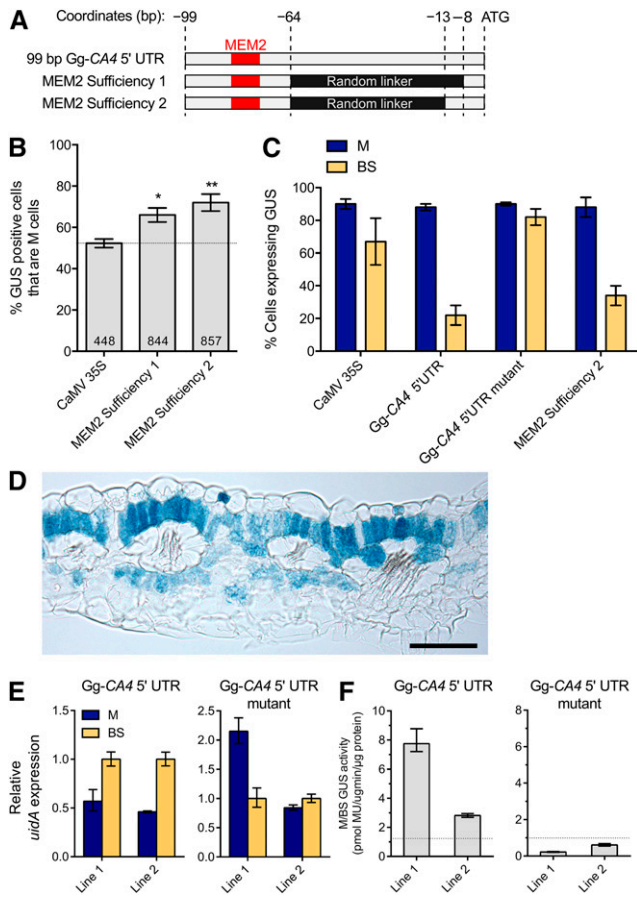 A
Coordinates (bp): −99 −64 −13 −8 ATG
MEM2
99 bp Gg-CA4 5' UTR
MEM2 Sufficiency 1 Random linker
MEM2 Sufficiency 2 Random linker
B
% GUS positive cells
that are M cells
100
80
60
40
20
0
* **
448 844 857
CaMV 35S
MEM2 Sufficiency 1
MEM2 Sufficiency 2
C
M
BS
% Cells expressing GUS
100
80
60
40
20
0
CaMV 35S
Gg-CA4 5'UTR
Gg-CA4 5'UTR mutant
MEM2 Sufficiency 2
D
E
Gg-CA4 5' UTR
M
BS
Relative
uidA expression
1.5
1.0
0.5
0.0
Line 1 Line 2
Gg-CA4 5' UTR
mutant
2.5
2.0
1.5
1.0
0.5
0.0
Line 1 Line 2
F
Gg-CA4 5' UTR
M/BS GUS activity
(pmol MU/ugmin/µg protein)
10
8
6
4
2
0
Line 1 Line 2
Gg-CA4 5' UTR
mutant
10
8
6
4
2
0
Line 1 Line 2